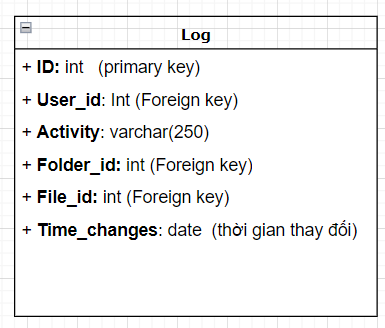 Log
+ ID: int (primary key)
+ User_id: Int (Foreign key)
+ Activity: varchar(250)
+ Folder_id: int (Foreign key)
+ File_id: int (Foreign key)
+ Time_changes: date (thời gian thay đổi)